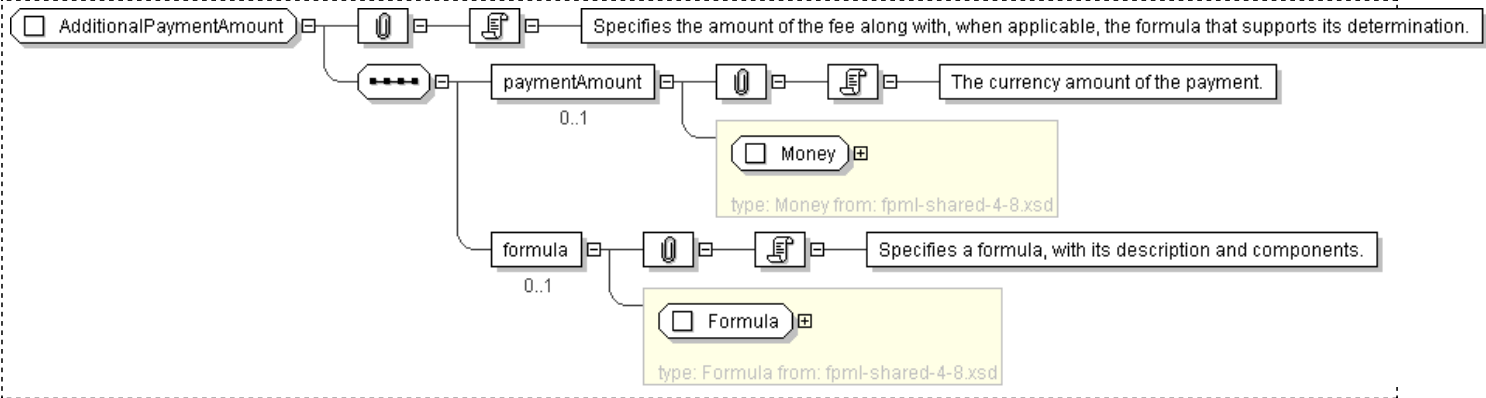 AdditionalPaymentAmount
Specifies the amount of the fee along with, when applicable, the formula that supports its determination.
paymentAmount
The currency amount of the payment.
0..1
Money
type: Money from: fpml-shared-4-8.xsd
formula
Specifies a formula, with its description and components.
0..1
Formula
type: Formula from: fpml-shared-4-8.xsd